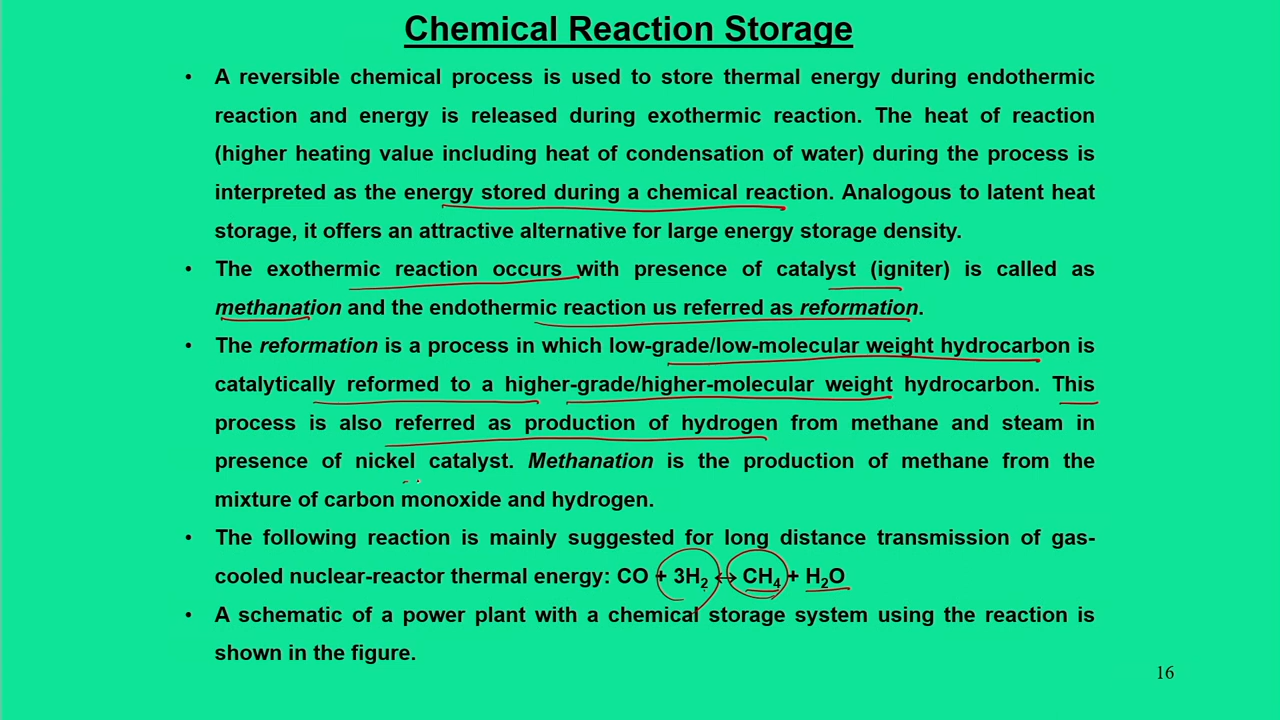 Chemical Reaction Storage
• A reversible chemical process is used to store thermal energy during endothermic
reaction and energy is released during exothermic reaction. The heat of reaction
(higher heating value including heat of condensation of water) during the process is
interpreted as the energy stored during a chemical reaction. Analogous to latent heat
storage, it offers an attractive alternative for large energy storage density.
• The exothermic reaction occurs with presence of catalyst (igniter) is called as
methanation and the endothermic reaction us referred as reformation.
• The reformation is a process in which low-grade/low-molecular weight hydrocarbon is
catalytically reformed to a higher-grade/higher-molecular weight hydrocarbon. This
process is also referred as production of hydrogen from methane and steam in
presence of nickel catalyst. Methanation is the production of methane from the
mixture of carbon monoxide and hydrogen.
• The following reaction is mainly suggested for long distance transmission of gas-
cooled nuclear-reactor thermal energy: CO + 3H₂ ↔ CH₄ + H₂O
• A schematic of a power plant with a chemical storage system using the reaction is
shown in the figure.
16